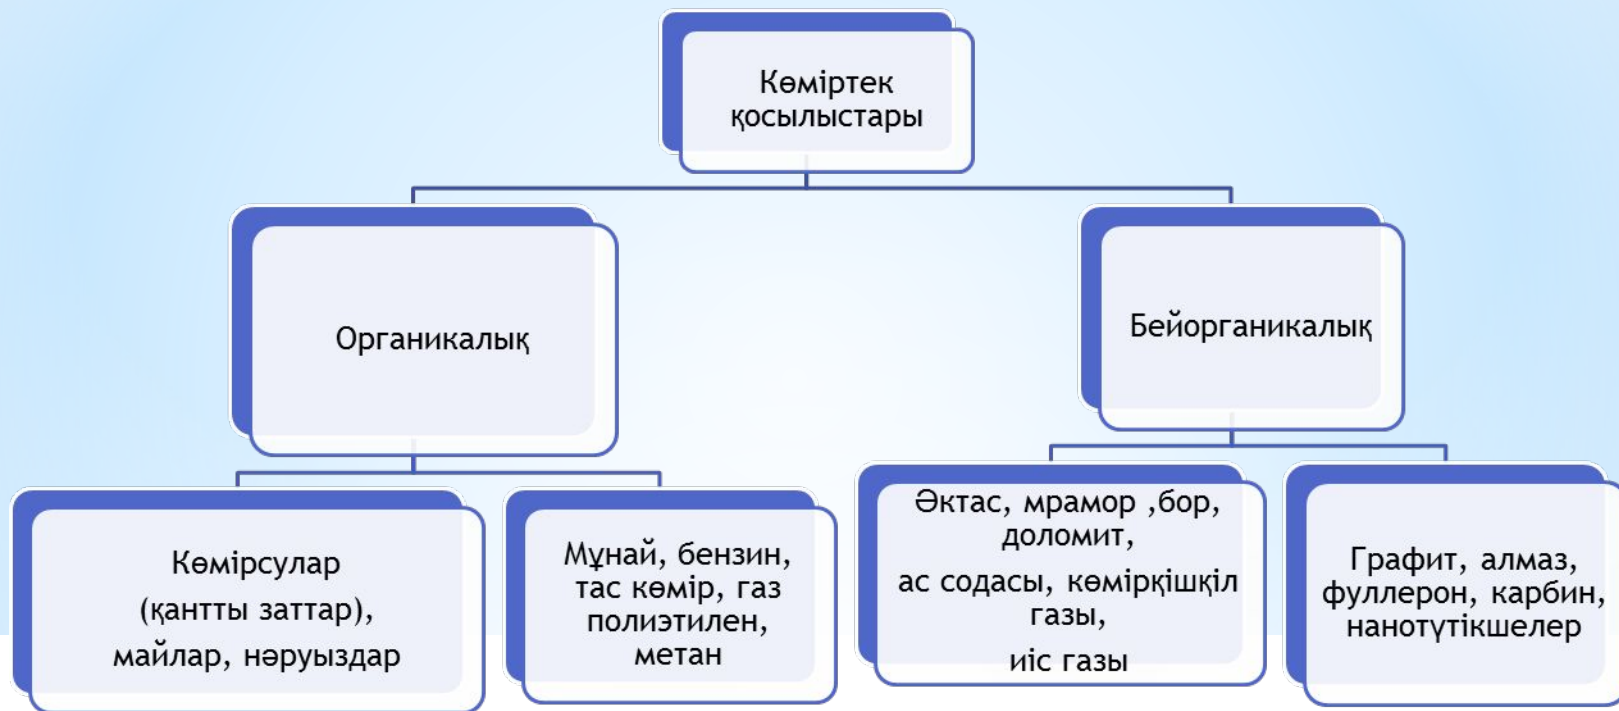 Көміртек
қосылыстары
Органикалық
Бейорганикалық
Көмірсулар
(қантты заттар),
майлар, нәруыздар
Мұнай, бензин,
тас көмір, газ
полиэтилен,
метан
Әктас, мрамор ,бор,
доломит,
ас содасы, көмірқішқіл
газы,
иіс газы
Графит, алмаз,
фуллерон, карбин,
нанотүтікшелер